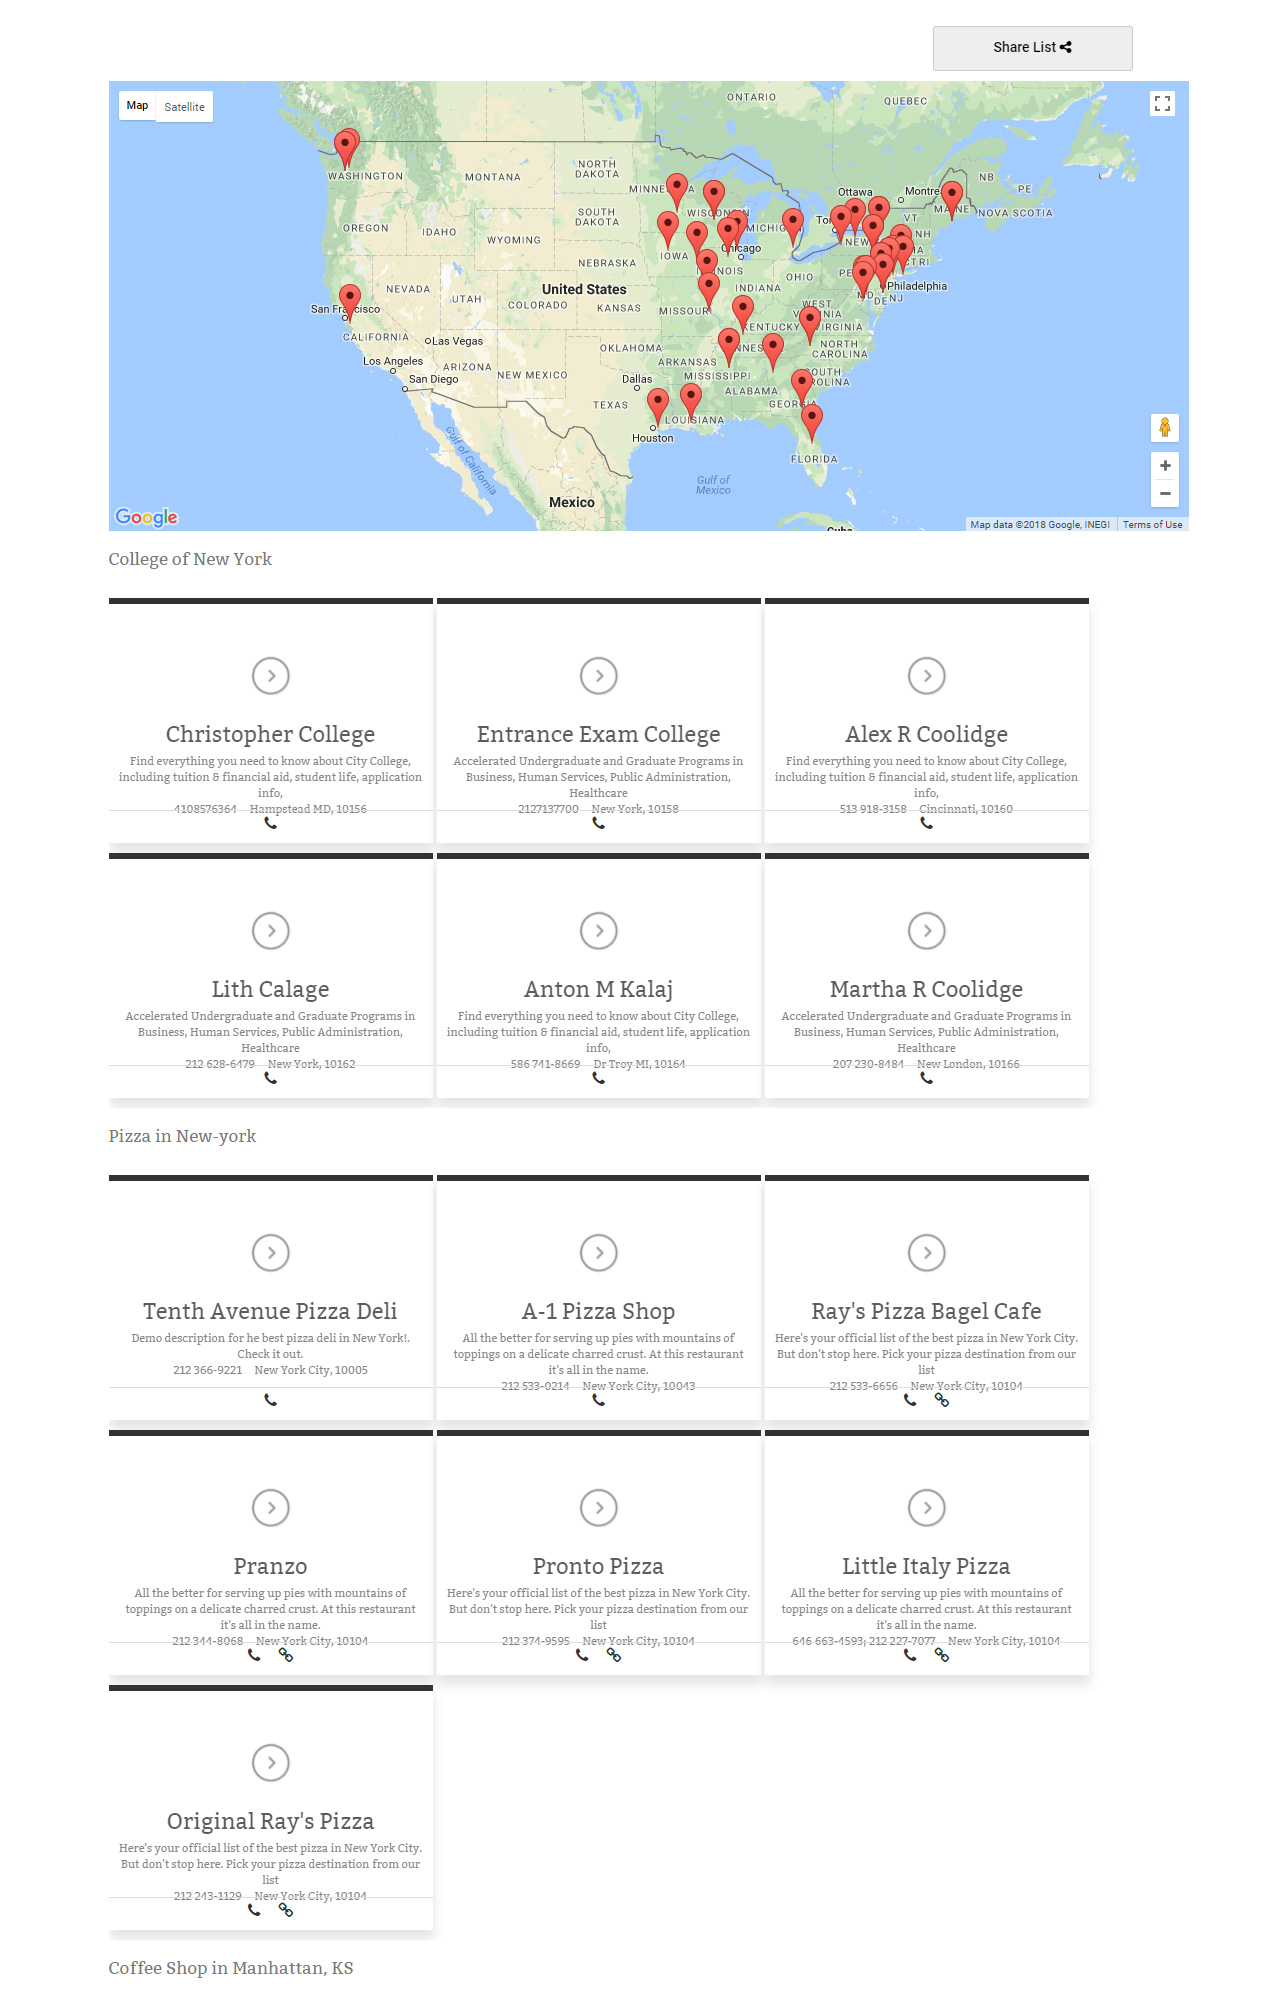 Share List
Map
Satellite
ONTARIO
QUEBEC
WASHINGTON
MONTANA
NORTH
DAKOTA
Ottawa
NB
PE
NOVA SCOTIA
VT
NH
OREGON
IDAHO
SOUTH
DAKOTA
WYOMING
IOWA
Chicago
NEBRASKA
OHIO
INDIANA
Philadelphia
NEVADA
UTAH
United States
COLORADO
KANSAS
DE
NJ
CALIFORNIA
Las Vegas
OKLAHOMA
NORTH
CAROLINA
Los Angeles
ARIZONA
NEW MEXICO
ARKANSAS
San Diego
Dallas
MISSISSIPPI
ALABAMA
TEXAS
LOUISIANA
Houston
FLORIDA
Gulf of California
Gulf of
Mexico
Mexico
Google
Map data ©2018 Google, INEGI
Terms of Use
College of New York
Christopher College
Find everything you need to know about City College,
including tuition & financial aid, student life, application
info,
4108576364 Hampstead MD, 10156
Entrance Exam College
Accelerated Undergraduate and Graduate Programs in
Business, Human Services, Public Administration,
Healthcare
2127137700 New York, 10158
Alex R Coolidge
Find everything you need to know about City College,
including tuition & financial aid, student life, application
info,
513 918-3158 Cincinnati, 10160
Lith Calage
Accelerated Undergraduate and Graduate Programs in
Business, Human Services, Public Administration,
Healthcare
212 628-6479 New York, 10162
Anton M Kalaj
Find everything you need to know about City College,
including tuition & financial aid, student life, application
info,
586 741-8669 Dr Troy MI, 10164
Martha R Coolidge
Accelerated Undergraduate and Graduate Programs in
Business, Human Services, Public Administration,
Healthcare
207 230-8484 New London, 10166
Pizza in New-york
Tenth Avenue Pizza Deli
Demo description for he best pizza deli in New York!.
Check it out.
212 366-9221 New York City, 10005
A-1 Pizza Shop
All the better for serving up pies with mountains of
toppings on a delicate charred crust. At this restaurant
it's all in the name.
212 533-0214 New York City, 10043
Ray's Pizza Bagel Cafe
Here's your official list of the best pizza in New York City.
But don't stop here. Pick your pizza destination from our
list
212 533-6656 New York City, 10104
Pranzo
All the better for serving up pies with mountains of
toppings on a delicate charred crust. At this restaurant
it's all in the name.
212 344-8068 New York City, 10104
Pronto Pizza
Here's your official list of the best pizza in New York City.
But don't stop here. Pick your pizza destination from our
list
212 374-9595 New York City, 10104
Little Italy Pizza
All the better for serving up pies with mountains of
toppings on a delicate charred crust. At this restaurant
it's all in the name.
646 663-4593; 212 227-7077 New York City, 10104
Original Ray's Pizza
Here's your official list of the best pizza in New York City.
But don't stop here. Pick your pizza destination from our
list
212 243-1129 New York City, 10104
Coffee Shop in Manhattan, KS